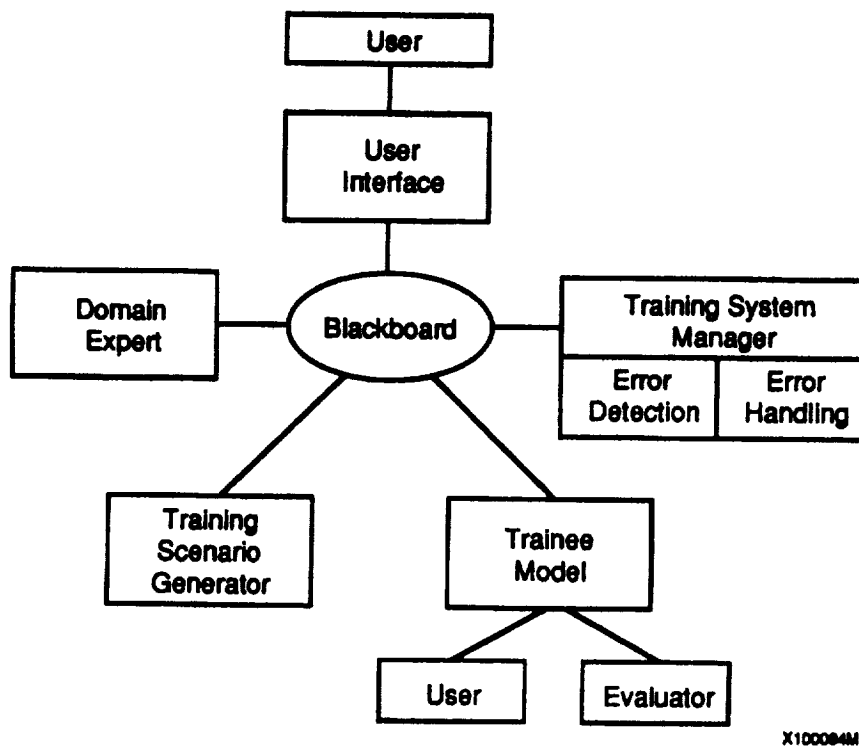 User
User
Interface
Domain
Expert
Blackboard
Training System
Manager
Error
Detection
Error
Handling
Training
Scenario
Generator
Trainee
Model
User
Evaluator
X100094M